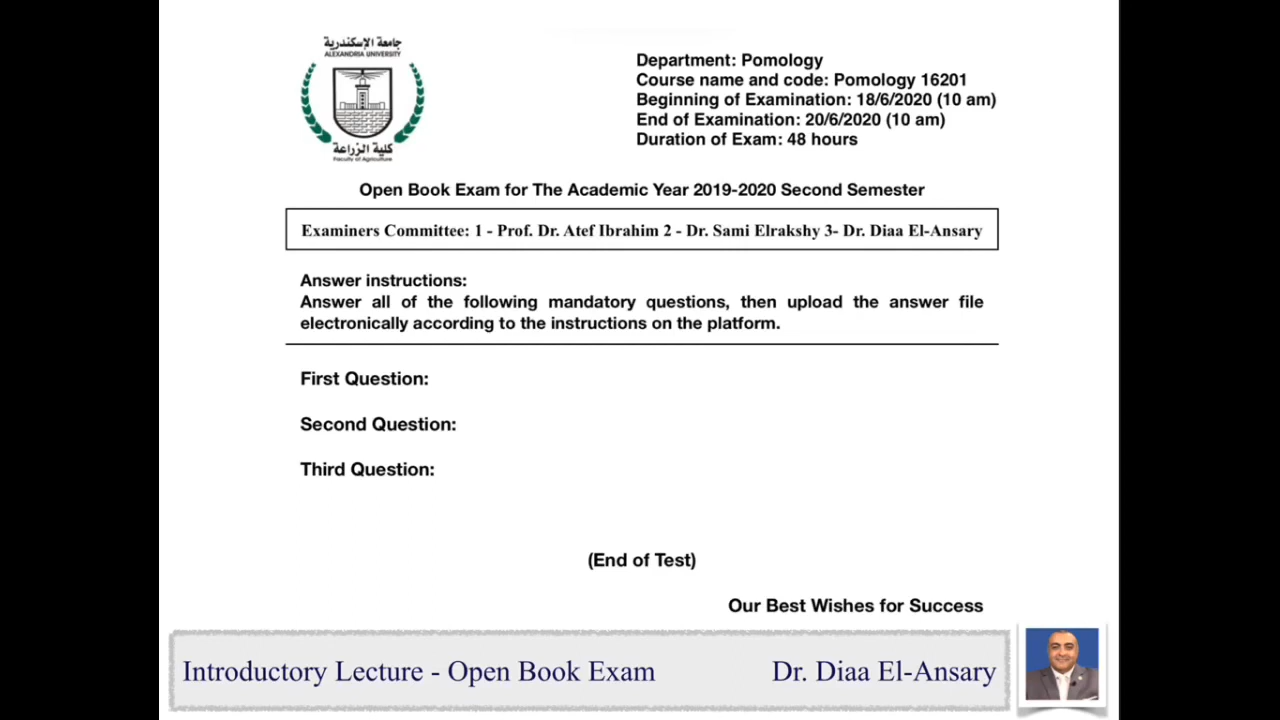 جامعة الإسكندرية
ALEXANDRIA UNIVERSITY
كلية الزراعة
Faculty of Agriculture
Department: Pomology
Course name and code: Pomology 16201
Beginning of Examination: 18/6/2020 (10 am)
End of Examination: 20/6/2020 (10 am)
Duration of Exam: 48 hours
Open Book Exam for The Academic Year 2019-2020 Second Semester
Examiners Committee: 1 - Prof. Dr. Atef Ibrahim 2 - Dr. Sami Elrakshy 3- Dr. Diaa El-Ansary
Answer instructions:
Answer all of the following mandatory questions, then upload the answer file
electronically according to the instructions on the platform.
First Question:
Second Question:
Third Question:
(End of Test)
Our Best Wishes for Success
Introductory Lecture - Open Book Exam Dr. Diaa El-Ansary